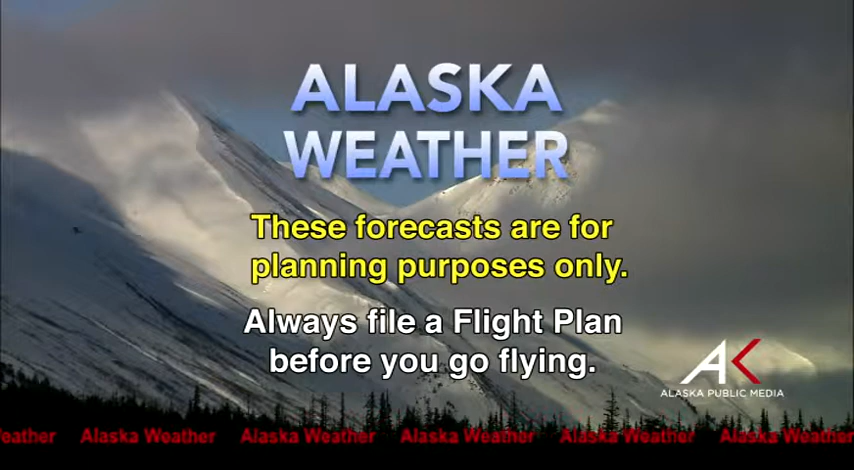 ALASKA
WEATHER
These forecasts are for
planning purposes only.
Always file a Flight Plan
before you go flying.
AK
ALASKA PUBLIC MEDIA
eather Alaska Weather Alaska Weather Alaska Weather Alaska Weather Alaska Weather